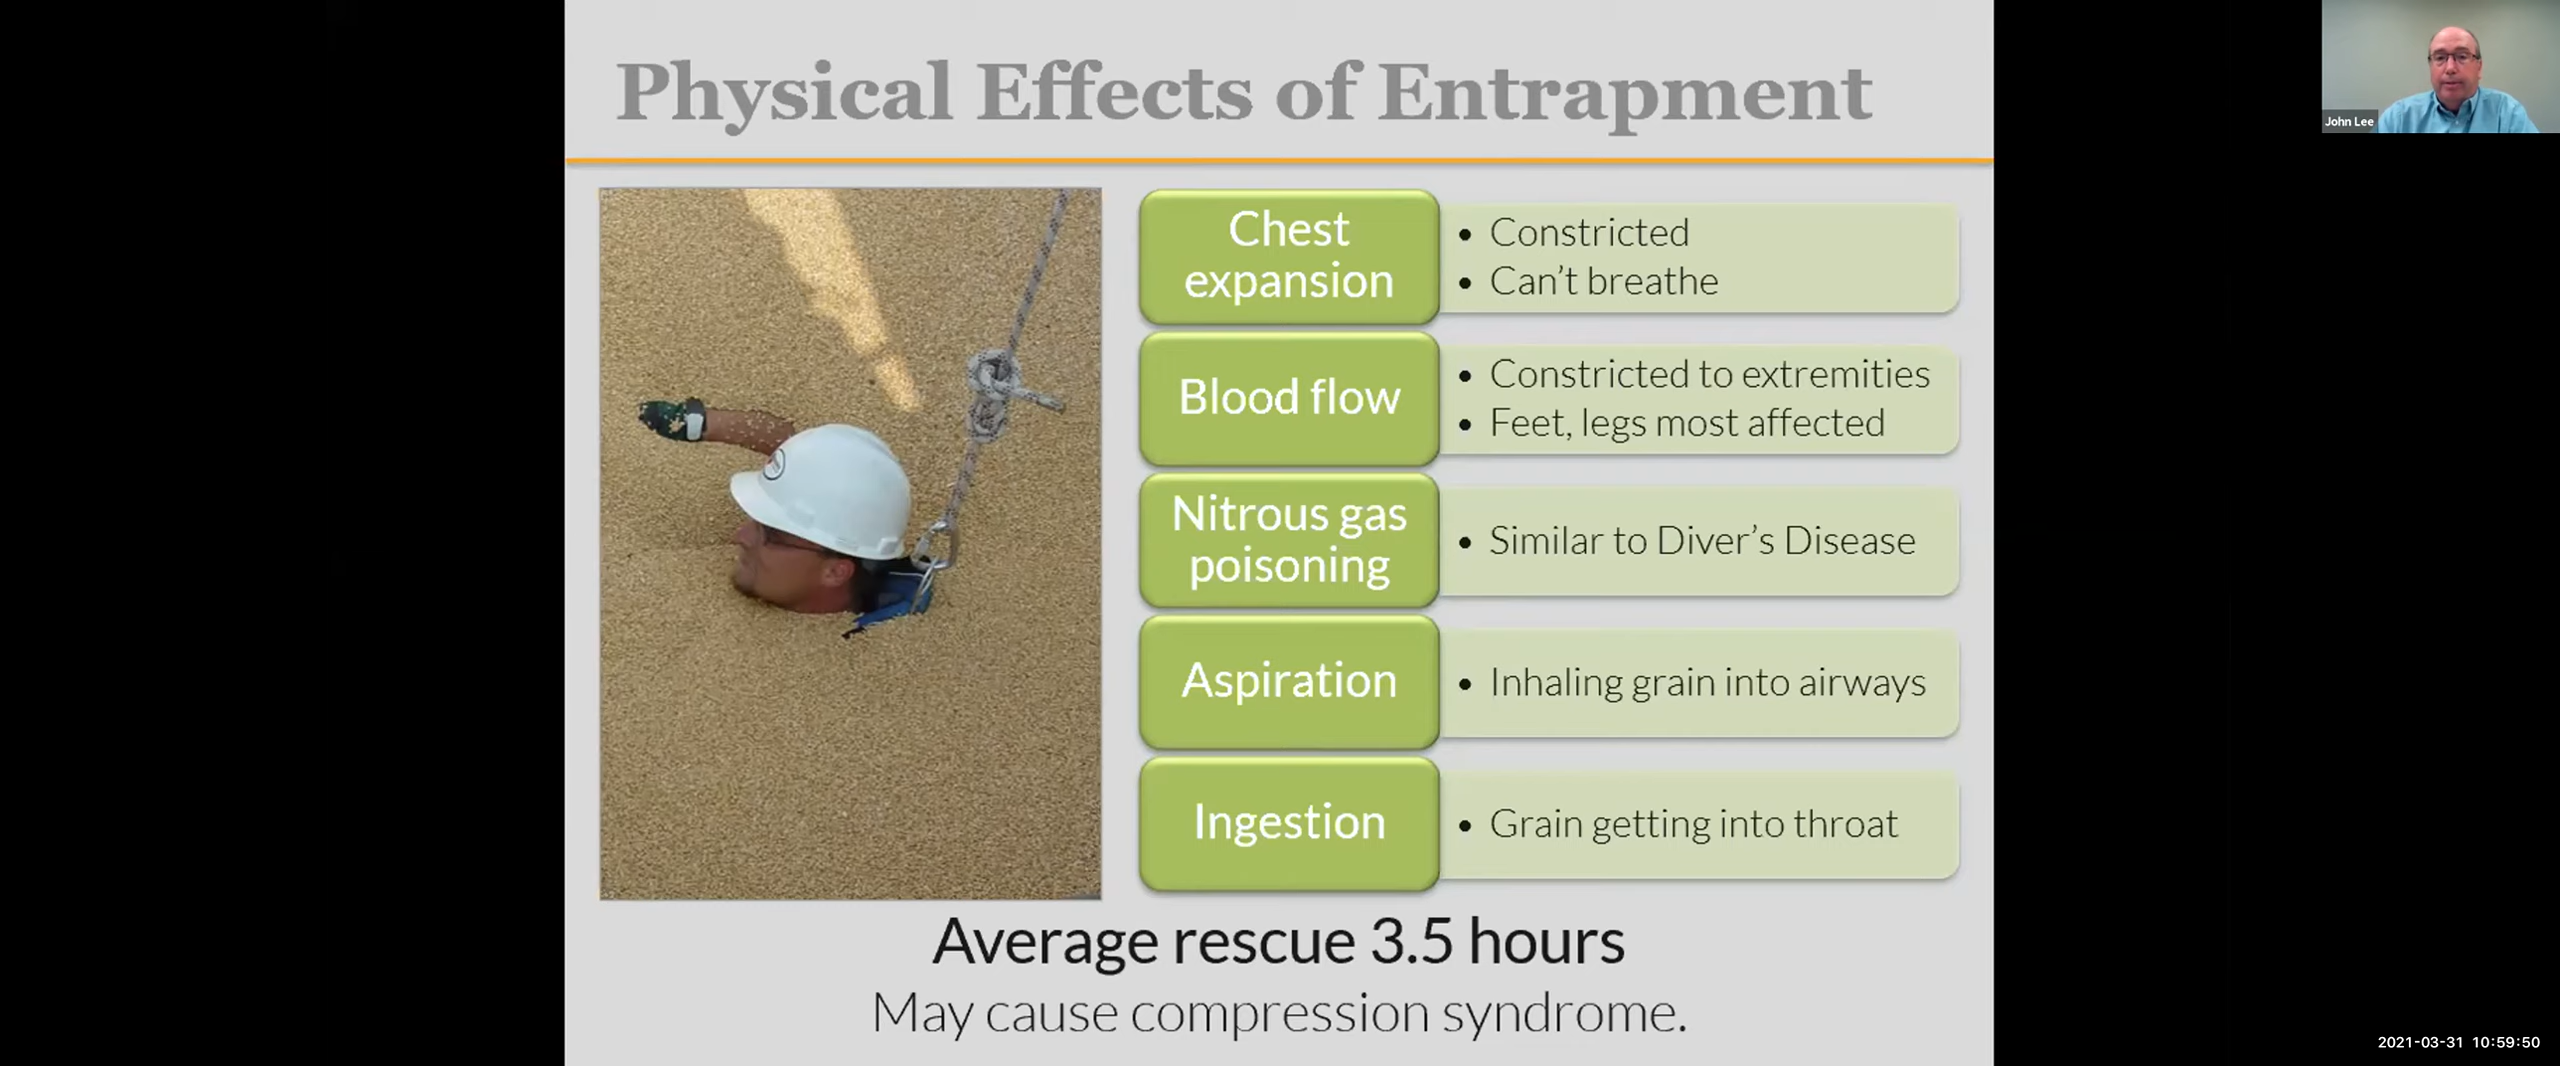 Physical Effects of Entrapment
John Lee
Chest
expansion
• Constricted
• Can’t breathe
Blood flow
• Constricted to extremities
• Feet, legs most affected
Nitrous gas
poisoning
• Similar to Diver’s Disease
Aspiration
• Inhaling grain into airways
Ingestion
• Grain getting into throat
Average rescue 3.5 hours
May cause compression syndrome.
2021-03-31 10:59:50